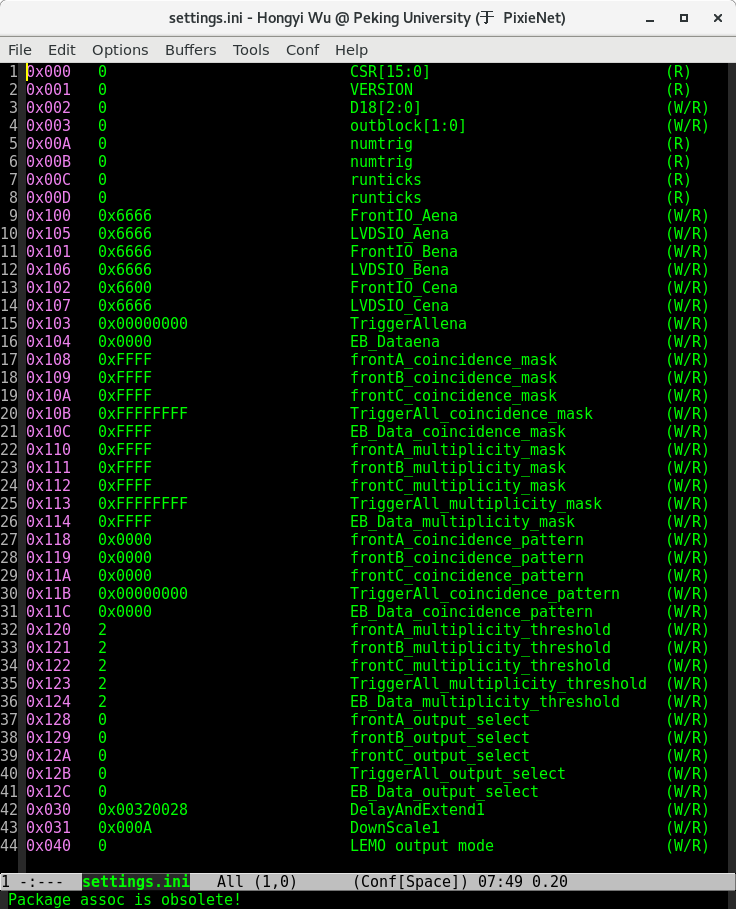 settings.ini - Hongyi Wu @ Peking University (于 PixieNet)
File Edit Options Buffers Tools Conf Help
1 0x000 0 CSR[15:0] (R)
2 0x001 0 VERSION (R)
3 0x002 0 D18[2:0] (W/R)
4 0x003 0 outblock[1:0] (W/R)
5 0x00A 0 numtrig (R)
6 0x00B 0 numtrig (R)
7 0x00C 0 runticks (R)
8 0x00D 0 runticks (R)
9 0x100 0x6666 FrontIO_Aena (W/R)
10 0x105 0x6666 LVDSIO_Aena (W/R)
11 0x101 0x6666 FrontIO_Bena (W/R)
12 0x106 0x6666 LVDSIO_Bena (W/R)
13 0x102 0x6600 FrontIO_Cena (W/R)
14 0x107 0x6666 LVDSIO_Cena (W/R)
15 0x103 0x00000000 TriggerAllena (W/R)
16 0x104 0x0000 EB_Dataena (W/R)
17 0x108 0xFFFF frontA_coincidence_mask (W/R)
18 0x109 0xFFFF frontB_coincidence_mask (W/R)
19 0x10A 0xFFFF frontC_coincidence_mask (W/R)
20 0x10B 0xFFFFFFFF TriggerAll_coincidence_mask (W/R)
21 0x10C 0xFFFF EB_Data_coincidence_mask (W/R)
22 0x110 0xFFFF frontA_multiplicity_mask (W/R)
23 0x111 0xFFFF frontB_multiplicity_mask (W/R)
24 0x112 0xFFFF frontC_multiplicity_mask (W/R)
25 0x113 0xFFFFFFFF TriggerAll_multiplicity_mask (W/R)
26 0x114 0xFFFF EB_Data_multiplicity_mask (W/R)
27 0x118 0x0000 frontA_coincidence_pattern (W/R)
28 0x119 0x0000 frontB_coincidence_pattern (W/R)
29 0x11A 0x0000 frontC_coincidence_pattern (W/R)
30 0x11B 0x00000000 TriggerAll_coincidence_pattern (W/R)
31 0x11C 0x0000 EB_Data_coincidence_pattern (W/R)
32 0x120 2 frontA_multiplicity_threshold (W/R)
33 0x121 2 frontB_multiplicity_threshold (W/R)
34 0x122 2 frontC_multiplicity_threshold (W/R)
35 0x123 2 TriggerAll_multiplicity_threshold (W/R)
36 0x124 2 EB_Data_multiplicity_threshold (W/R)
37 0x128 0 frontA_output_select (W/R)
38 0x129 0 frontB_output_select (W/R)
39 0x12A 0 frontC_output_select (W/R)
40 0x12B 0 TriggerAll_output_select (W/R)
41 0x12C 0 EB_Data_output_select (W/R)
42 0x030 0x00320028 DelayAndExtend1 (W/R)
43 0x031 0x000A DownScale1 (W/R)
44 0x040 0 LEMO output mode (W/R)
1 -:--- settings.ini All (1,0) (Conf[Space]) 07:49 0.20
Package assoc is obsolete!